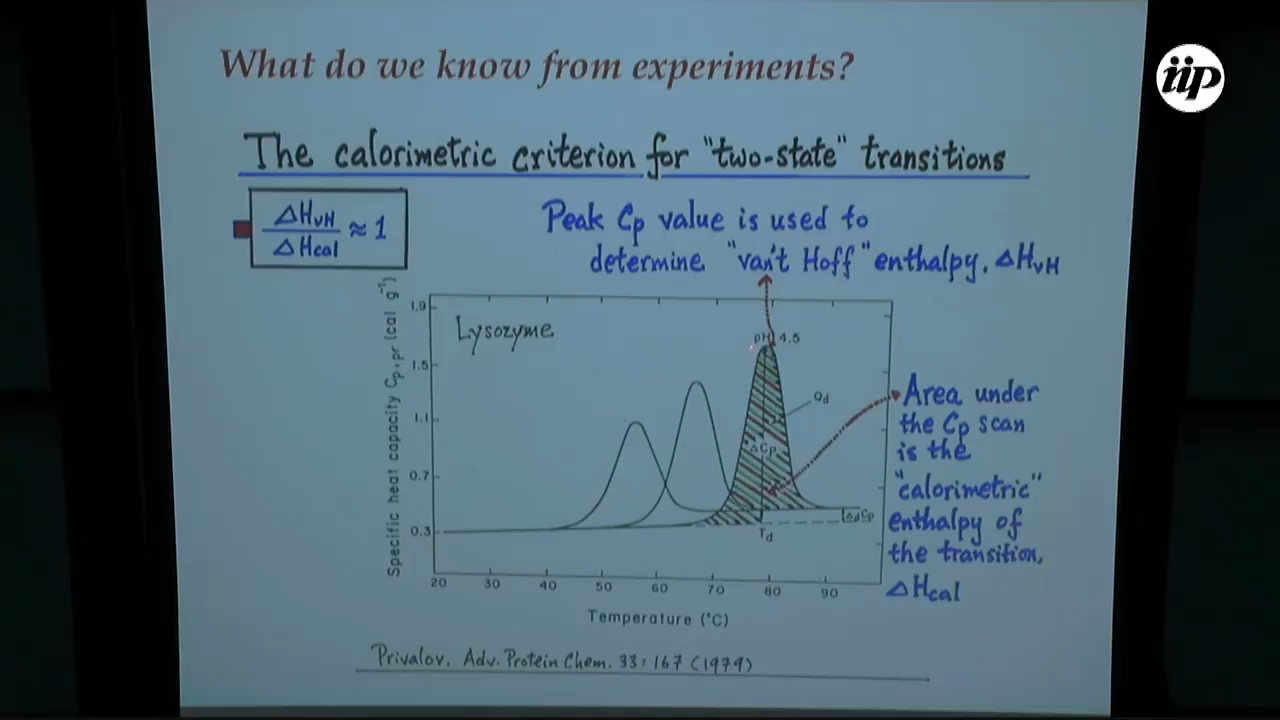 What do we know from experiments?
iip
The calorimetric criterion for "two-state" transitions
ΔHvH
ΔHcal
≈ 1
Peak Cp value is used to
determine "van't Hoff" enthalpy, ΔHvH
Specific heat capacity Cp,pr (cal g⁻¹)
1.9
1.5
1.1
0.7
0.3
Lysozyme
pH 4.5
Qd
ΔCp
ΔdCp
Td
20 30 40 50 60 70 80 90
Temperature (°C)
Area under
the Cp scan
is the
"calorimetric"
enthalpy of
the transition,
ΔHcal
Privalov, Adv. Protein Chem. 33:167 (1979)